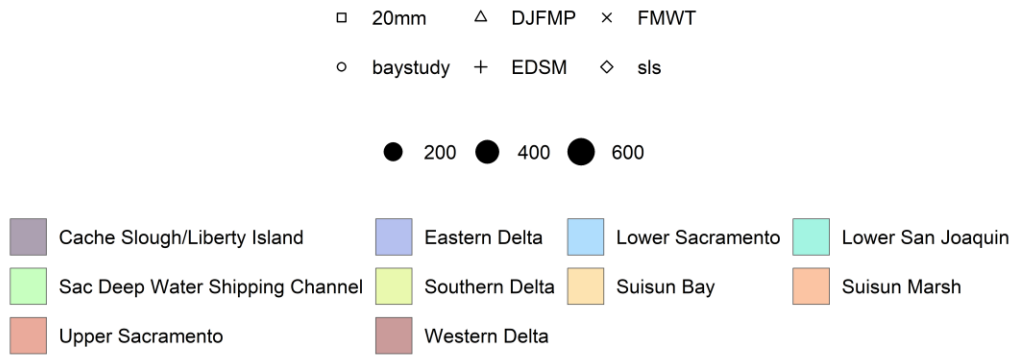 20mm DJFMP FMWT
baystudy EDSM sls
200 400 600
Cache Slough/Liberty Island Eastern Delta Lower Sacramento Lower San Joaquin
Sac Deep Water Shipping Channel Southern Delta Suisun Bay Suisun Marsh
Upper Sacramento Western Delta